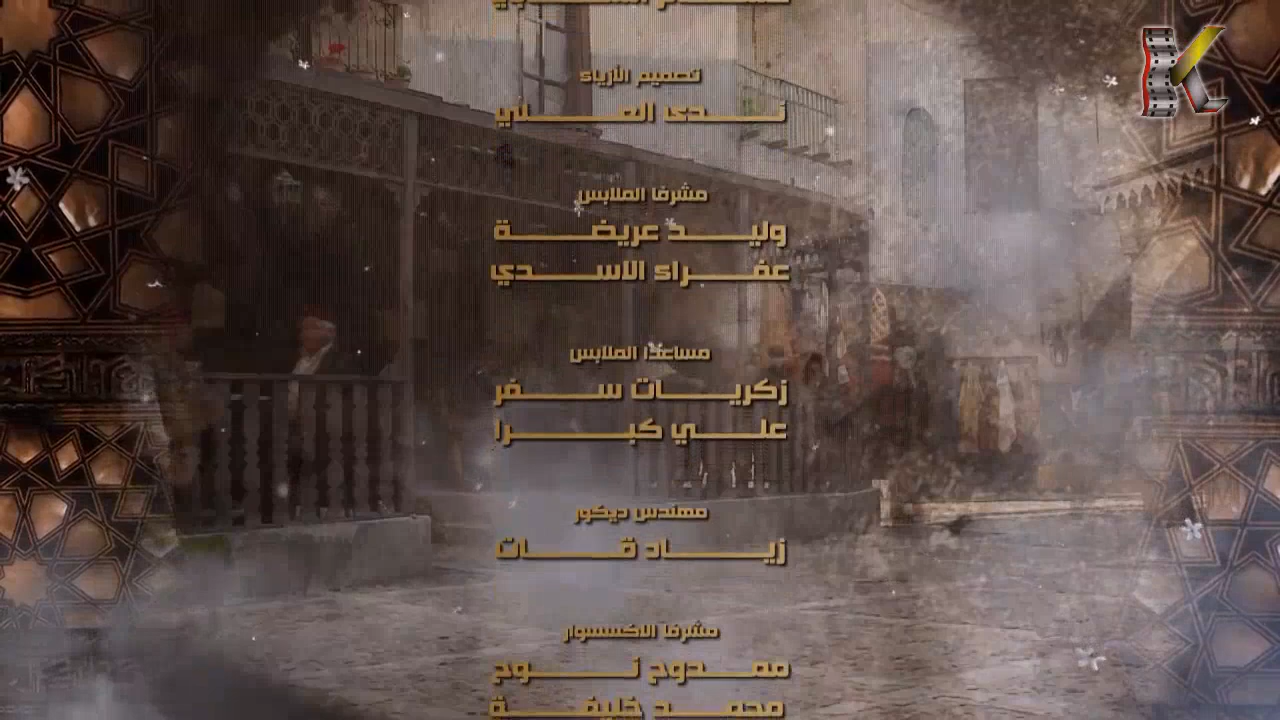 تصميم الأزياء
ندى العلي
مشرفا الملابس
وليد عريضة
عفراء الاسدي
مساعدا الملابس
زكريات سفر
علي كبرا
مهندس ديكور
زياد قات
مشرفا الاكسسوار
ممدوح نوح
محمد خليفة